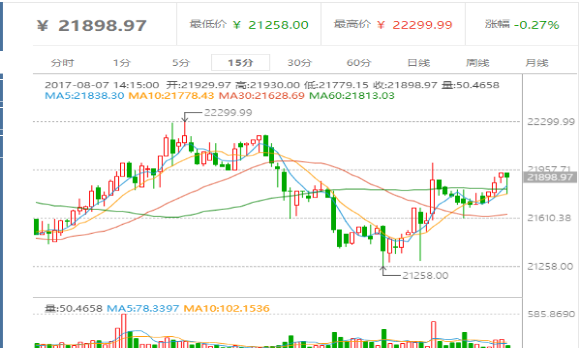 ¥ 21898.97 最低价 ¥ 21258.00 最高价 ¥ 22299.99 涨幅 -0.27%
分时 1分 5分 15分 30分 60分 日线 周线 月线
2017-08-07 14:15:00 开:21929.97 高:21930.00 低:21779.15 收:21898.97 量:50.4658
MA5:21838.30 MA10:21778.43 MA30:21628.69 MA60:21813.03
22299.99
22299.99
21957.71
21898.97
21610.38
21258.00
21258.00
量:50.4658 MA5:78.3397 MA10:102.1536
585.8690